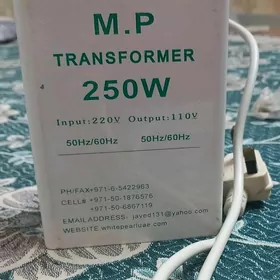 M.P
TRANSFORMER
250W
Input:220V Output:110V
50Hz/60Hz 50Hz/60Hz
PH/FAX+971-6-5422963
CELL# +971-50-1876576
+971-50-6867119
EMAILADDRESS- jayed131@yahoo.com
WEBSITE whitepearluae.com